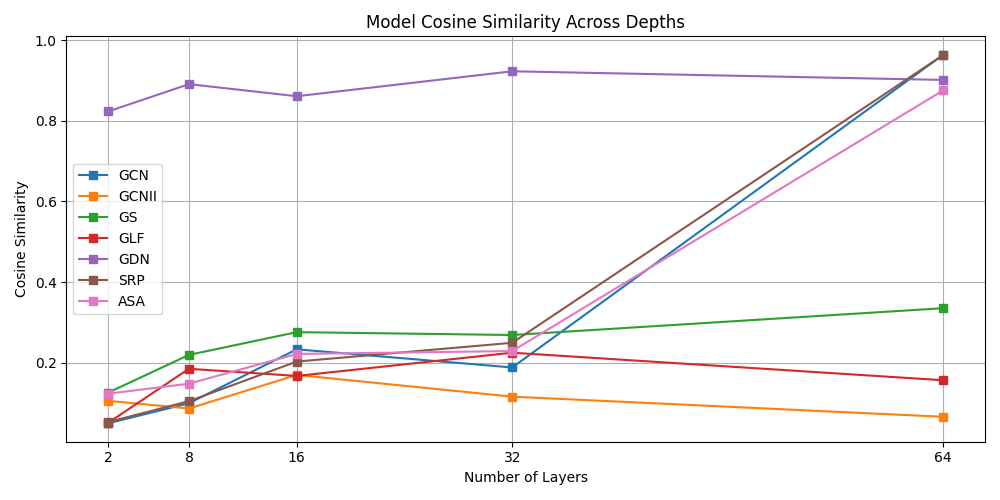 Model Cosine Similarity Across Depths
1.0
0.8
0.6
0.4
0.2
Cosine Similarity
GCN
GCNII
GS
GLF
GDN
SRP
ASA
2 8 16 32 64
Number of Layers